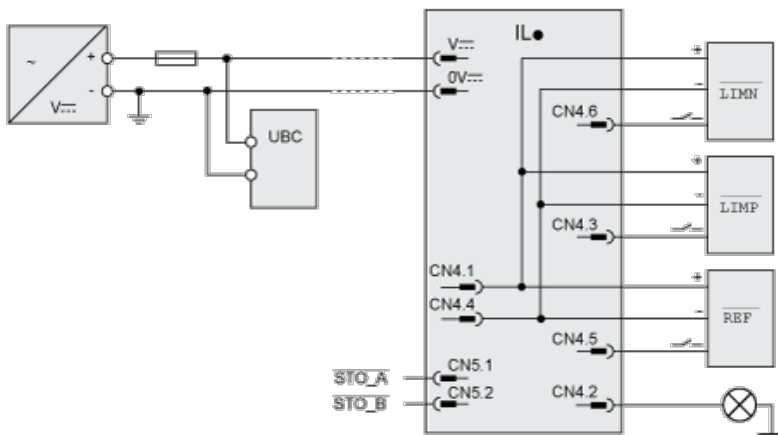 ~
+
-
V
UBC
IL●
V
0V
CN4.6
+
-
LIMN
CN4.3
+
-
LIMP
CN4.1
CN4.4
+
-
REF
CN4.5
STO_A
CN5.1
STO_B
CN5.2
CN4.2